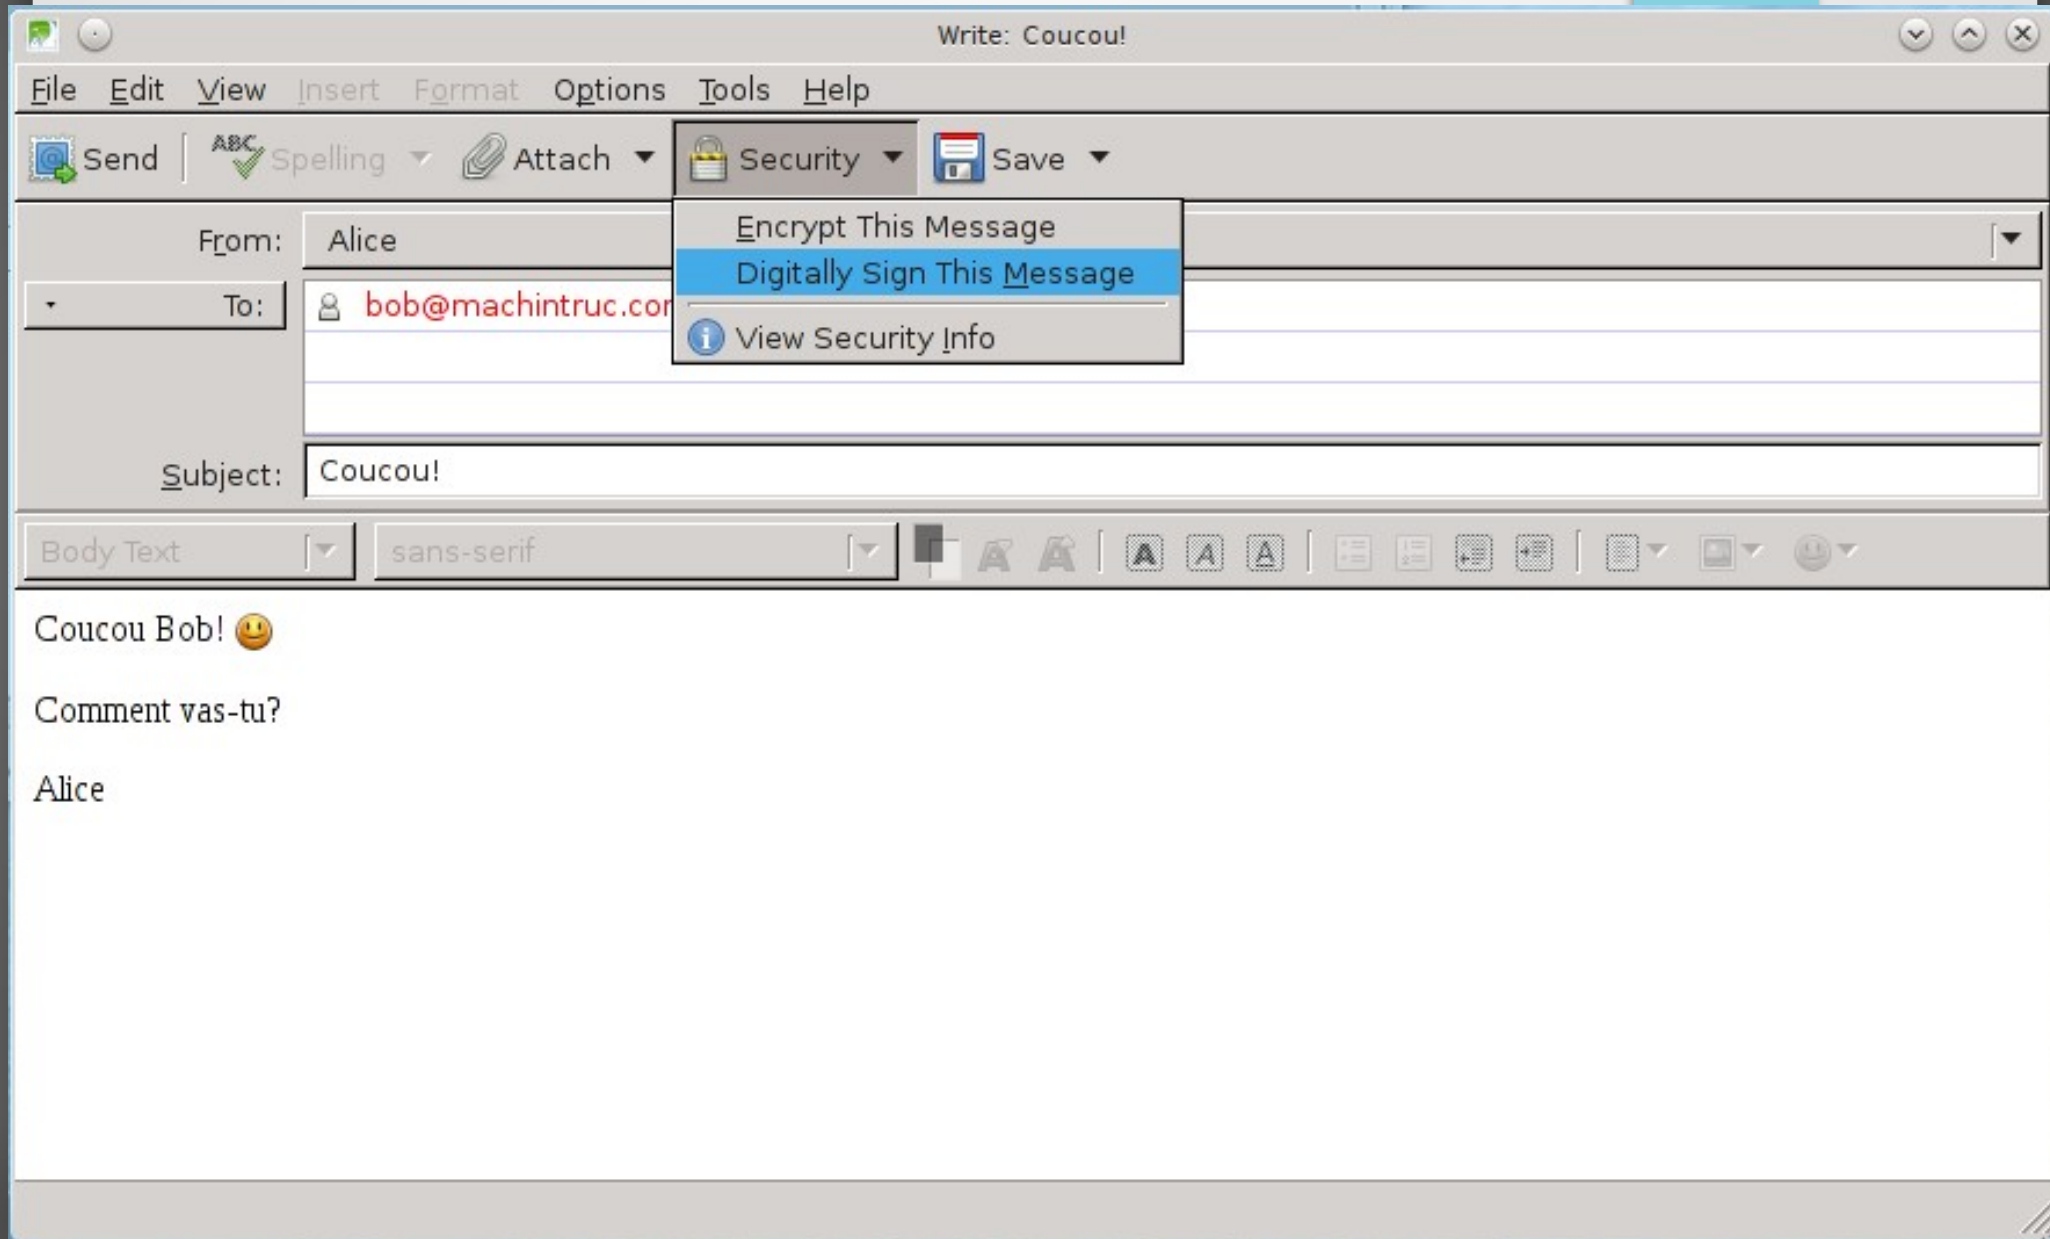 Write: Coucou!
File Edit View Insert Format Options Tools Help
Send ABC Spelling Attach Security Save
From: Alice
Encrypt This Message
Digitally Sign This Message
View Security Info
To: bob@machintruc.cor
Subject: Coucou!
Body Text sans-serif
Coucou Bob!
Comment vas-tu?
Alice